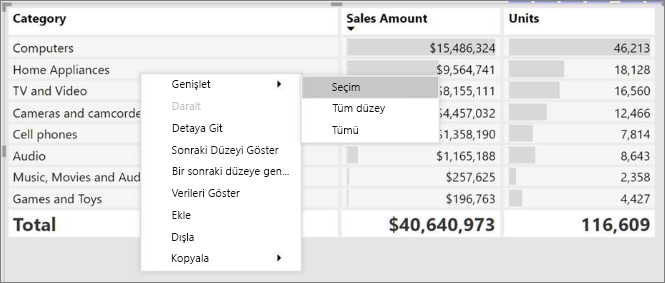 Category Sales Amount Units
Computers $15,486,324 46,213
Home Appliances $9,564,741 18,128
TV and Video $8,155,111 16,560
Cameras and camcorde $4,457,032 12,466
Cell phones $1,358,190 7,814
Audio $1,165,188 8,643
Music, Movies and Aud $257,625 2,358
Games and Toys $196,763 4,427
Total $40,640,973 116,609
Genişlet
Daralt
Detaya Git
Sonraki Düzeyi Göster
Bir sonraki düzeye gen...
Verileri Göster
Ekle
Dışla
Kopyala
Seçim
Tüm düzey
Tümü